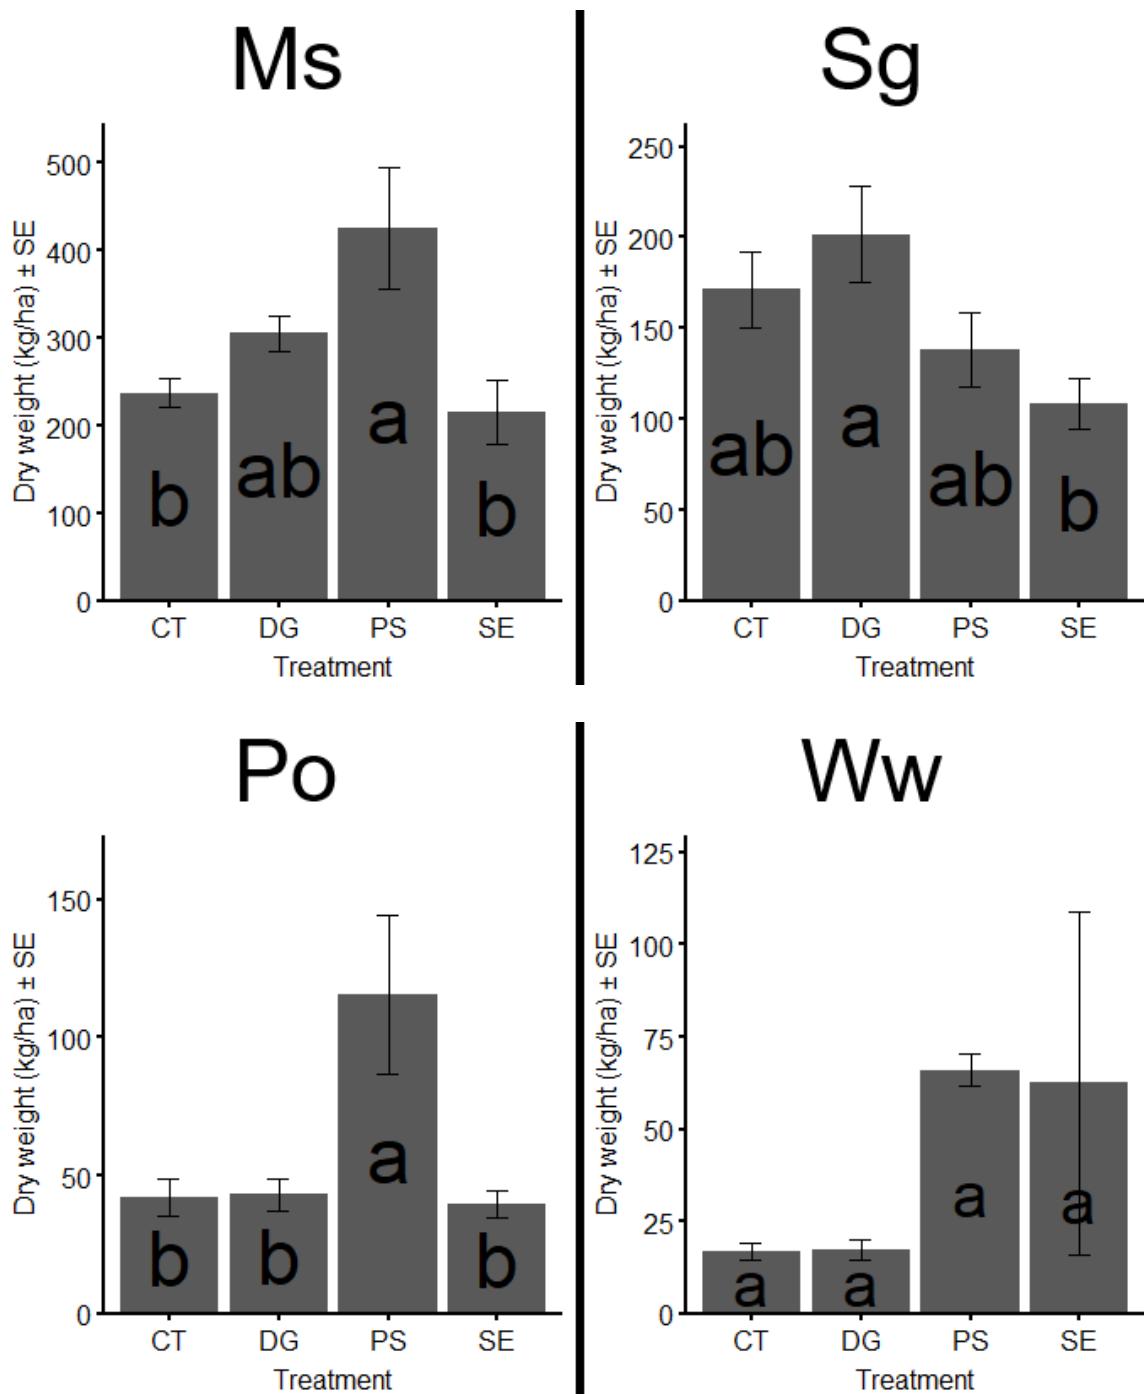 Ms
Dry weight (kg/ha) ± SE
500
400
300
200
100
0
b
ab
a
b
CT DG PS SE
Treatment
Sg
Dry weight (kg/ha) ± SE
250
200
150
100
50
0
ab
a
ab
b
CT DG PS SE
Treatment
Po
Dry weight (kg/ha) ± SE
150
100
50
0
b
b
a
b
CT DG PS SE
Treatment
Ww
Dry weight (kg/ha) ± SE
125
100
75
50
25
0
a
a
a
a
CT DG PS SE
Treatment